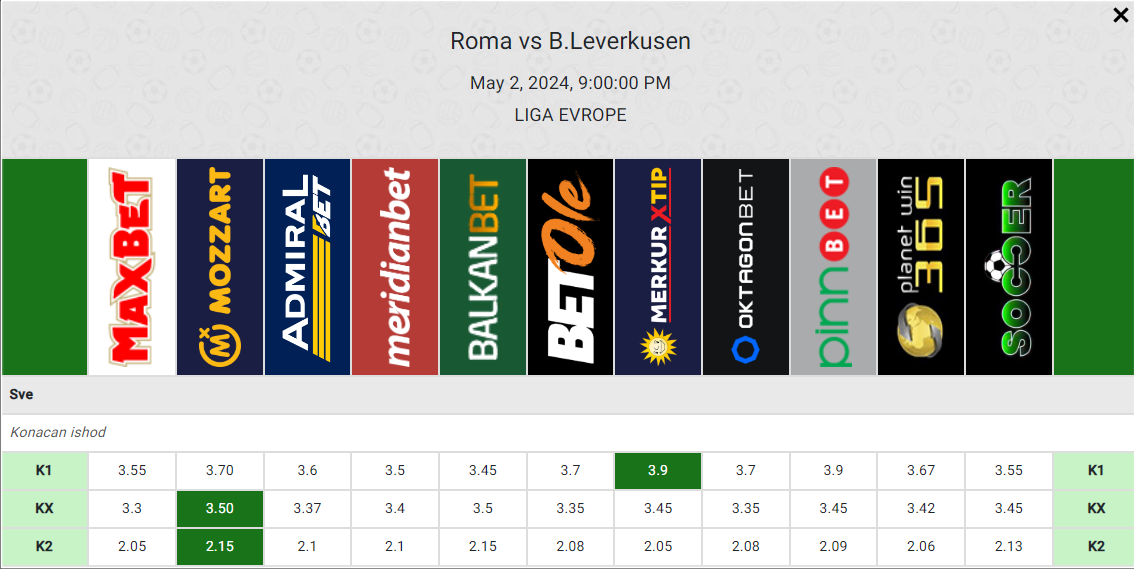 Roma vs B.Leverkusen
May 2, 2024, 9:00:00 PM
LIGA EVROPE
MAXBET
MOZZART
ADMIRAL BET
meridianbet
BALKANBET
BETOle
MERKUR X TIP
OKTAGONBET
pinnBET
planet win 365
SOCCER
Sve
Konacan ishod
K1 3.55 3.70 3.6 3.5 3.45 3.7 3.9 3.7 3.9 3.67 3.55 K1
KX 3.3 3.50 3.37 3.4 3.5 3.35 3.45 3.35 3.45 3.42 3.45 KX
K2 2.05 2.15 2.1 2.1 2.15 2.08 2.05 2.08 2.09 2.06 2.13 K2